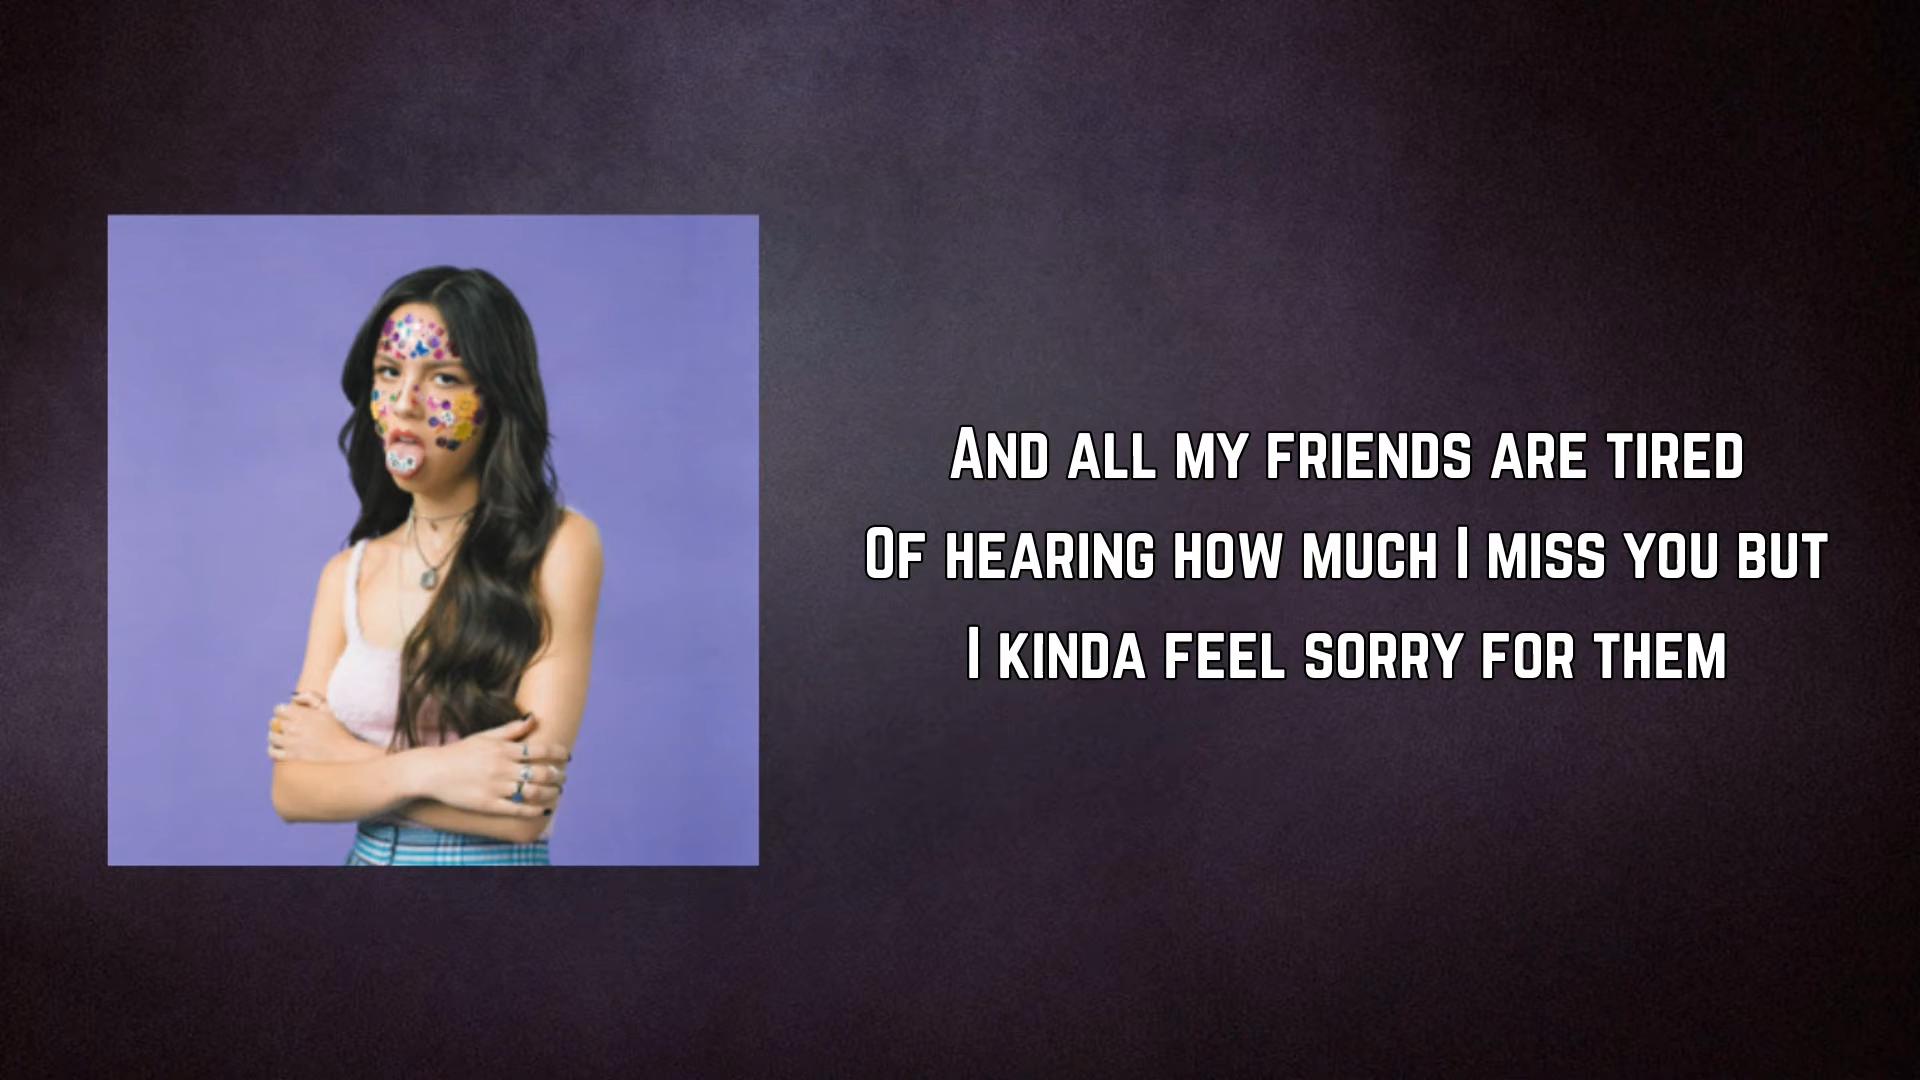 And all my friends are tired
Of hearing how much I miss you but
I kinda feel sorry for them